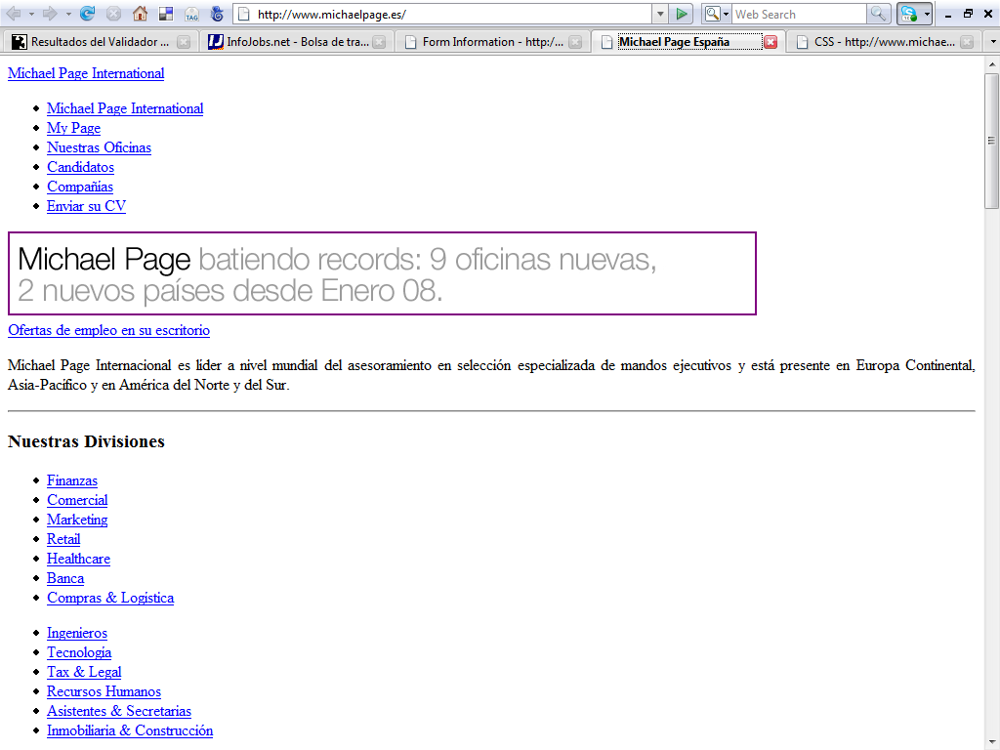 http://www.michaelpage.es/
Web Search
Resultados del Validador ...
InfoJobs.net - Bolsa de tra...
Form Information - http:/...
Michael Page España
CSS - http://www.michae...
Michael Page International
Michael Page International
My Page
Nuestras Oficinas
Candidatos
Compañías
Enviar su CV
Michael Page batiendo records: 9 oficinas nuevas,
2 nuevos países desde Enero 08.
Ofertas de empleo en su escritorio
Michael Page Internacional es líder a nivel mundial del asesoramiento en selección especializada de mandos ejecutivos y está presente en Europa Continental,
Asia-Pacífico y en América del Norte y del Sur.
Nuestras Divisiones
Finanzas
Comercial
Marketing
Retail
Healthcare
Banca
Compras & Logística
Ingenieros
Tecnología
Tax & Legal
Recursos Humanos
Asistentes & Secretarias
Inmobiliaria & Construcción